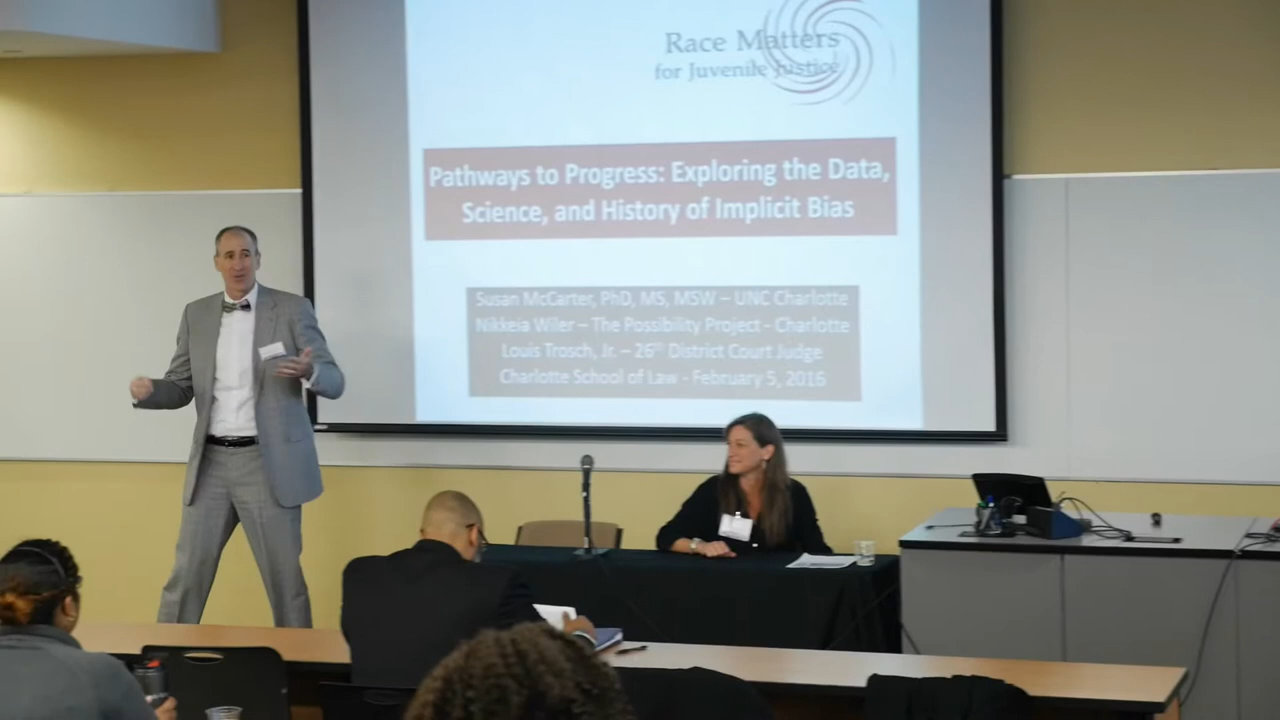 Race Matters
for Juvenile Justice
Pathways to Progress: Exploring the Data,
Science, and History of Implicit Bias
Susan McCarter, PhD, MS, MSW – UNC Charlotte
Nikkeia Wiler – The Possibility Project - Charlotte
Louis Trosch, Jr. – 26th District Court Judge
Charlotte School of Law - February 5, 2016